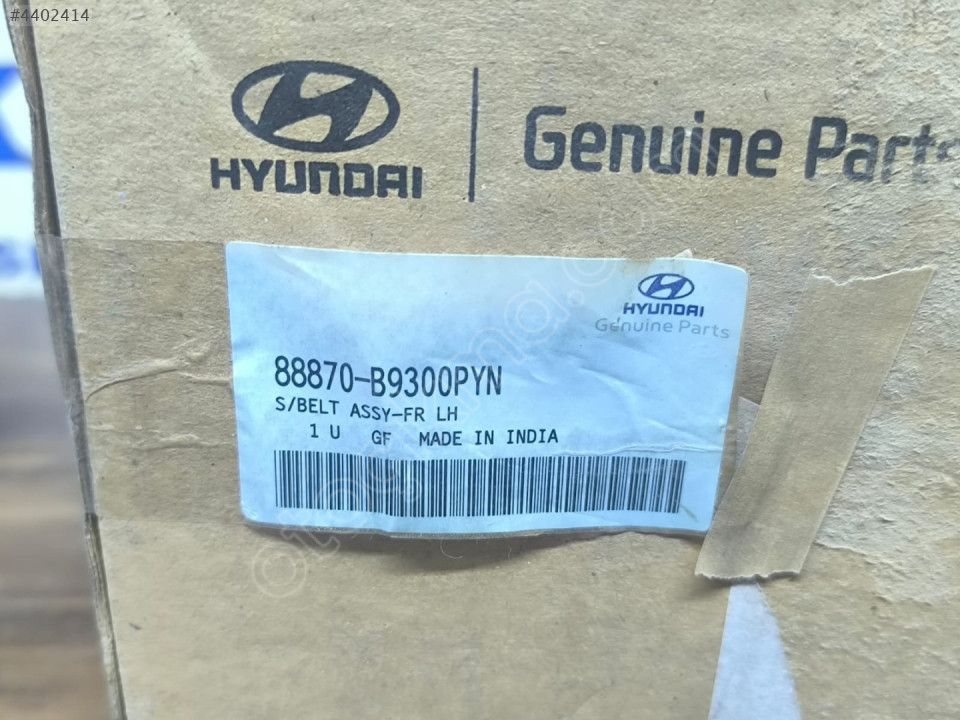 #4402414
HYUNDAI
Genuine Parts
HYUNDAI
Genuine Parts
88870-B9300PYN
S/BELT ASSY-FR LH
1 U GF MADE IN INDIA